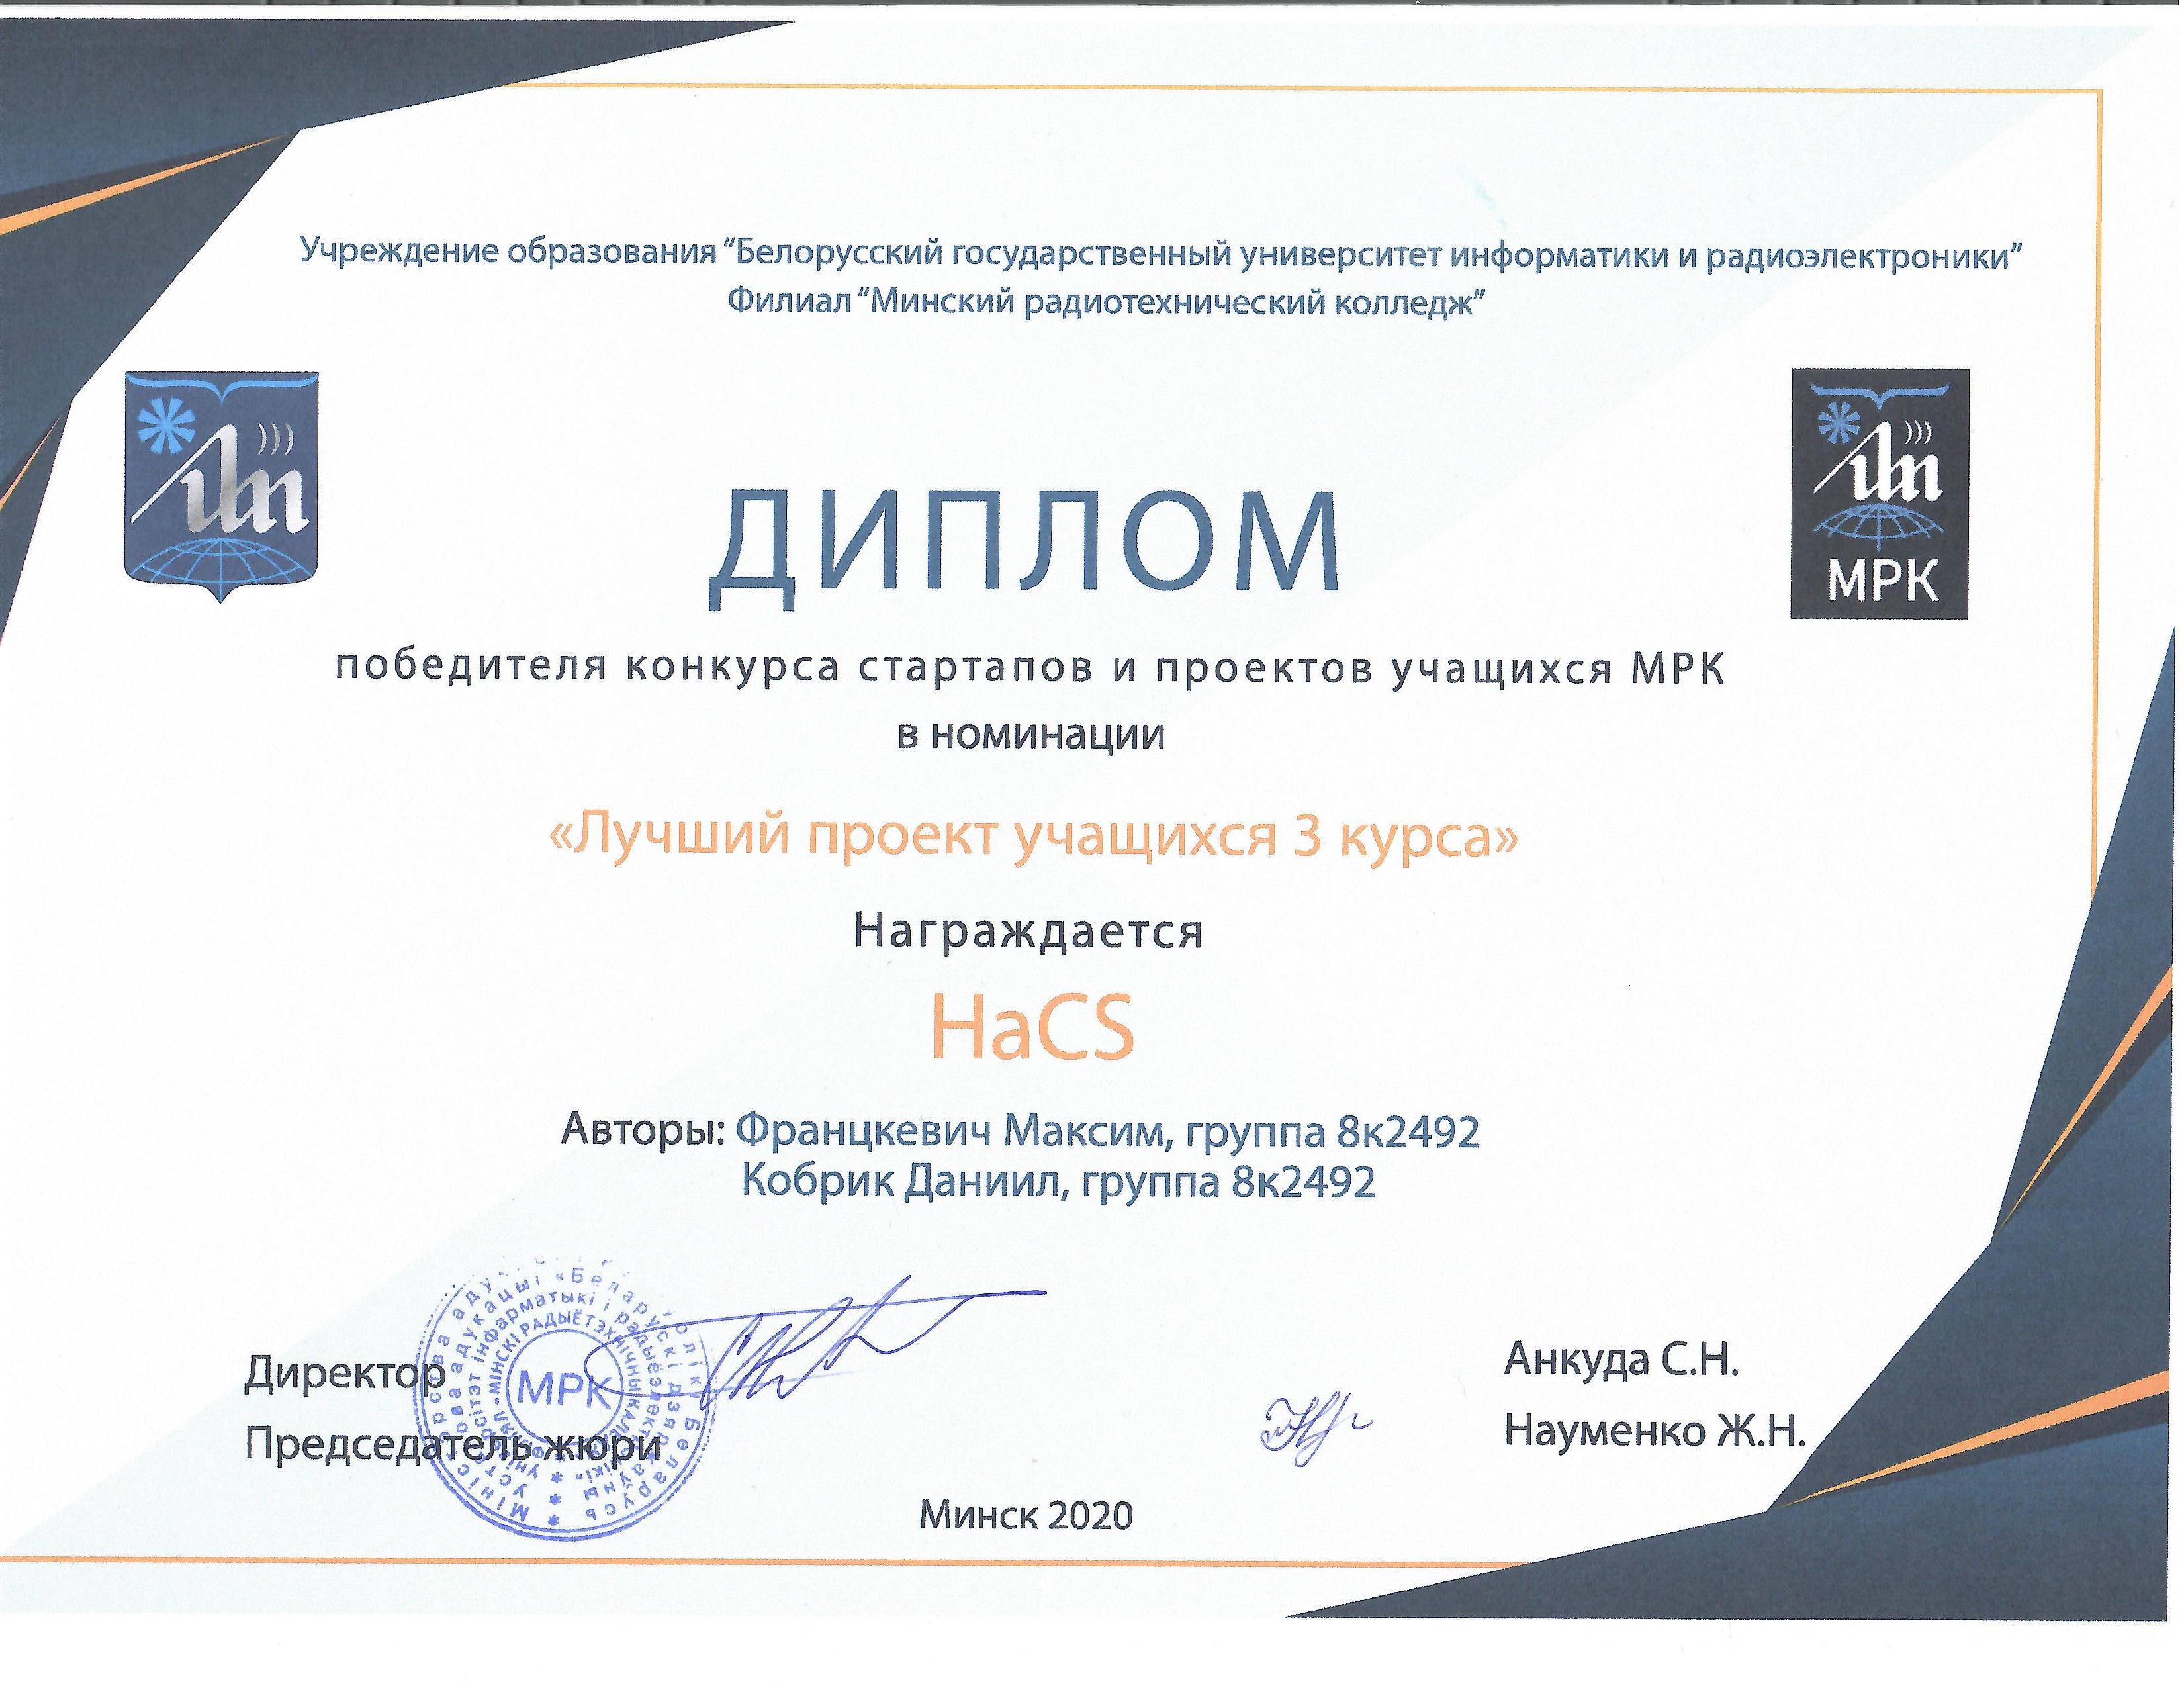 Учреждение образования “Белорусский государственный университет информатики и радиоэлектроники”
Филиал “Минский радиотехнический колледж”
МРК
ДИПЛОМ
победителя конкурса стартапов и проектов учащихся МРК
в номинации
«Лучший проект учащихся 3 курса»
Награждается
HaCS
Авторы: Францкевич Максим, группа 8к2492
Кобрик Даниил, группа 8к2492
Директор
Анкуда С.Н.
Председатель жюри
Науменко Ж.Н.
МРК
Минск 2020